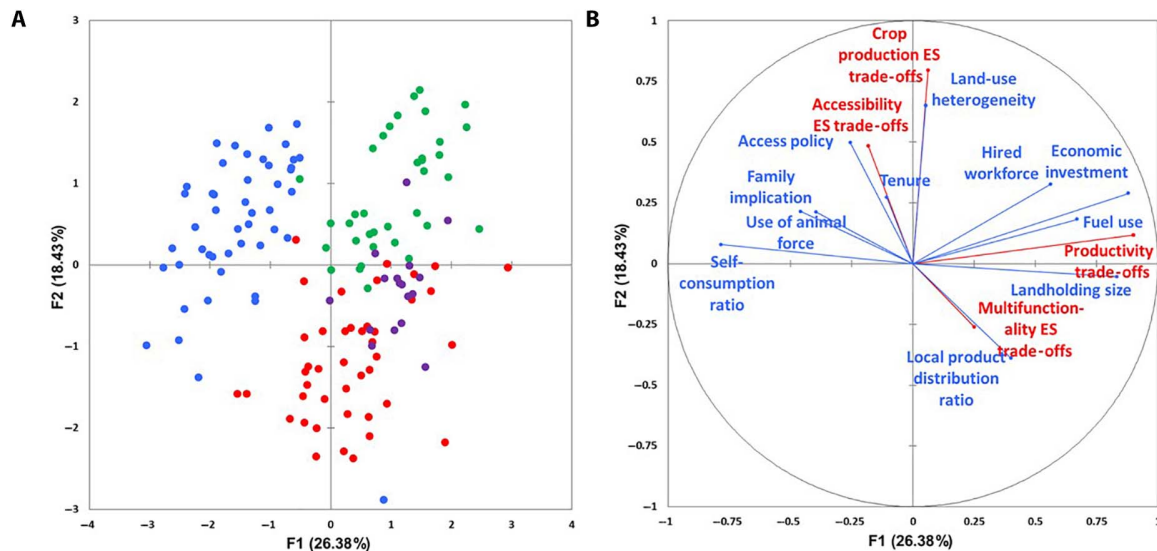 A
F2 (18.43%)
3
2
1
0
−1
−2
−3
−4
−3
−2
−1
0
1
2
3
4
F1 (26.38%)
B
F2 (18.43%)
1
0.75
0.5
0.25
0
−0.25
−0.5
−0.75
−1
−1
−0.75
−0.5
−0.25
0
0.25
0.5
0.75
1
F1 (26.38%)
Crop
production ES
trade-offs
Land-use
heterogeneity
Accessibility
ES trade-offs
Access policy
Tenure
Hired
workforce
Economic
investment
Family
implication
Use of animal
force
Fuel use
Self-
consumption
ratio
Productivity
trade-offs
Landholding size
Multifunction-
ality ES
trade-offs
Local product
distribution
ratio